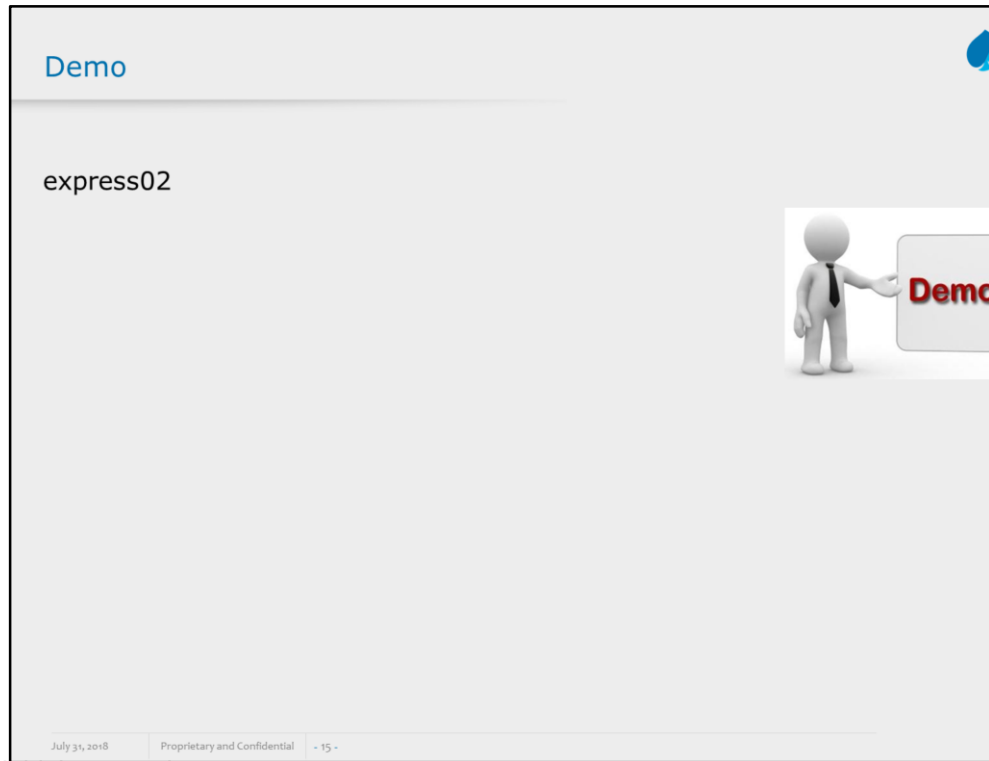 Demo
express02
Demo
July 31, 2018 Proprietary and Confidential - 15 -